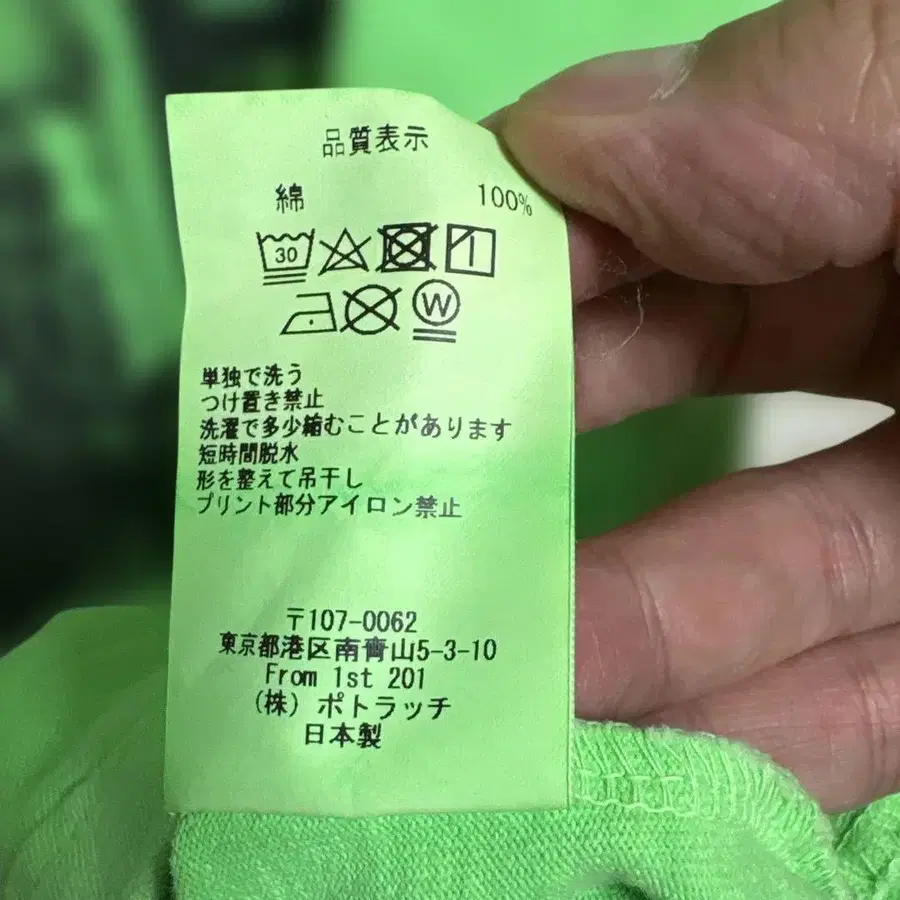 品質表示
綿 100%
30
W
単独で洗う
つけ置き禁止
洗濯で多少縮むことがあります
短時間脱水
形を整えて吊干し
プリント部分アイロン禁止
〒107-0062
東京都港区南青山5-3-10
From 1st 201
(株) ポトラッチ
日本製